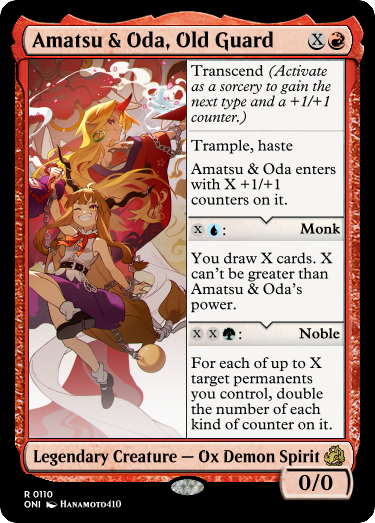 Amatsu & Oda, Old Guard X
Transcend (Activate
as a sorcery to gain the
next type and a +1/+1
counter.)
Trample, haste
Amatsu & Oda enters
with X +1/+1
counters on it.
X : Monk
You draw X cards. X
can't be greater than
Amatsu & Oda's
power.
X X : Noble
For each of up to X
target permanents
you control, double
the number of each
kind of counter on it.
Legendary Creature — Ox Demon Spirit
0/0
R 0110
ONI Hanamoto410